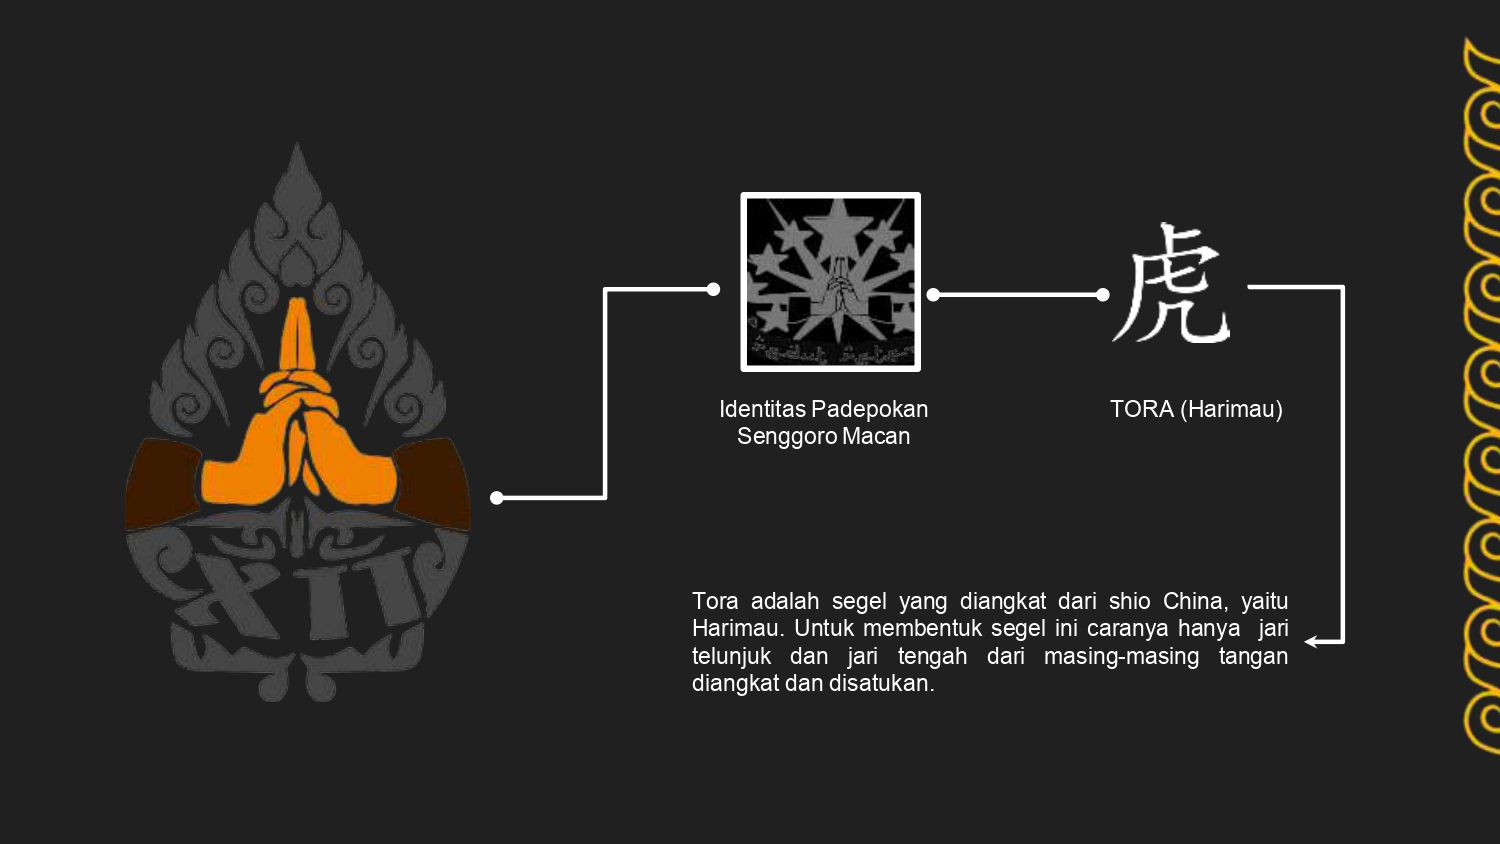 XII
Identitas Padepokan
Senggoro Macan
虎
TORA (Harimau)
Tora adalah segel yang diangkat dari shio China, yaitu
Harimau. Untuk membentuk segel ini caranya hanya jari
telunjuk dan jari tengah dari masing-masing tangan
diangkat dan disatukan.